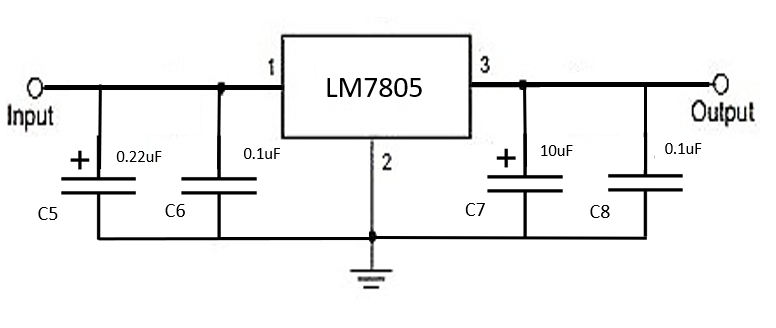 1
LM7805
3
Input
Output
+
0.22uF
0.1uF
2
+
10uF
0.1uF
C5
C6
C7
C8